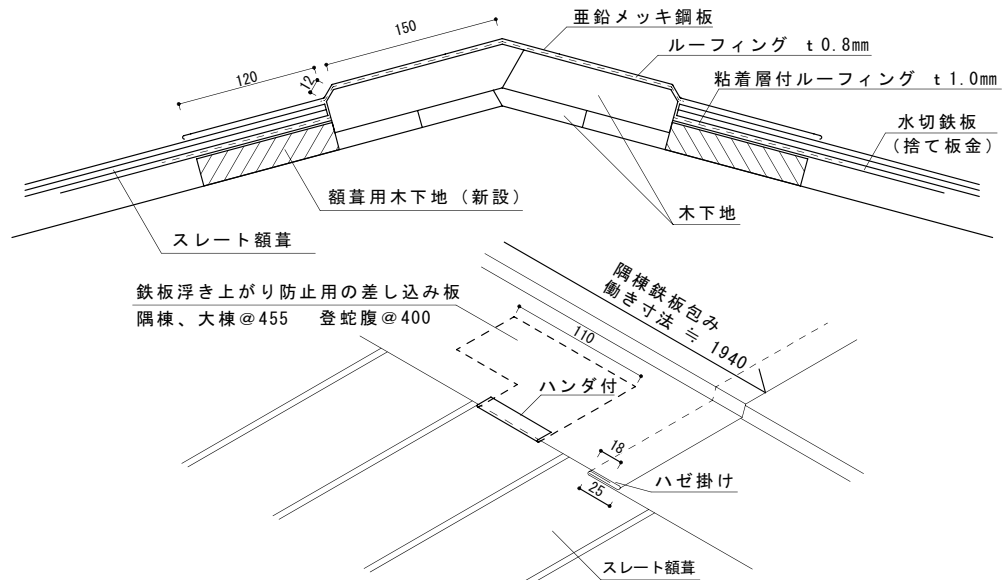 亜鉛メッキ鋼板
150
ルーフィング t0.8mm
120
12
粘着層付ルーフィング t1.0mm
水切鉄板
(捨て板金)
額葺用木下地(新設)
木下地
スレート額葺
鉄板浮き上がり防止用の差し込み板
隅棟、大棟@455 登蛇腹@400
隅棟鉄板包み
働き寸法 ≒ 1940
110
ハンダ付
18
ハゼ掛け
25
スレート額葺